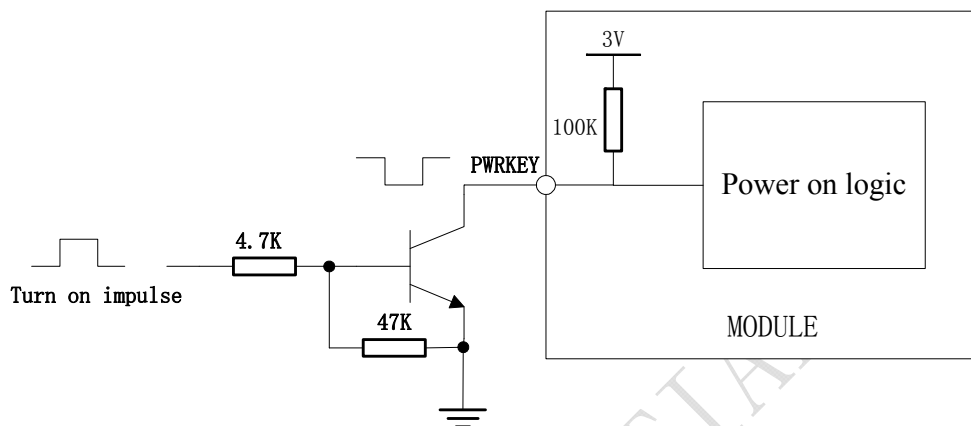 3V
100K
PWRKEY
Power on logic
4.7K
Turn on impulse
47K
MODULE